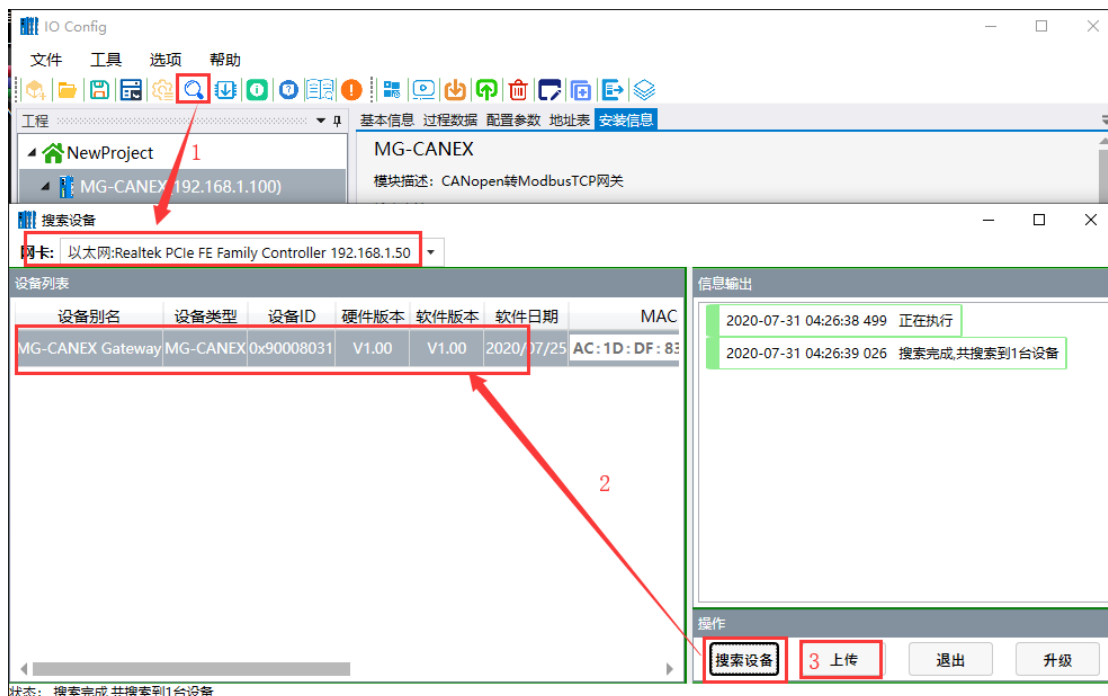 IO Config
文件 工具 选项 帮助
工程
基本信息 过程数据 配置参数 地址表 安装信息
NewProject
1
MG-CANEX
MG-CANEX(192.168.1.100)
模块描述：CANopen转ModbusTCP网关
搜索设备
网卡: 以太网:Realtek PCIe FE Family Controller 192.168.1.50
设备列表
信息输出
设备别名 设备类型 设备ID 硬件版本 软件版本 软件日期 MAC
MG-CANEX Gateway MG-CANEX 0x90008031 V1.00 V1.00 2020/07/25 AC:1D:DF:83
2020-07-31 04:26:38 499 正在执行
2020-07-31 04:26:39 026 搜索完成,共搜索到1台设备
2
操作
搜索设备 3 上传 退出 升级
状态: 搜索完成,共搜索到1台设备